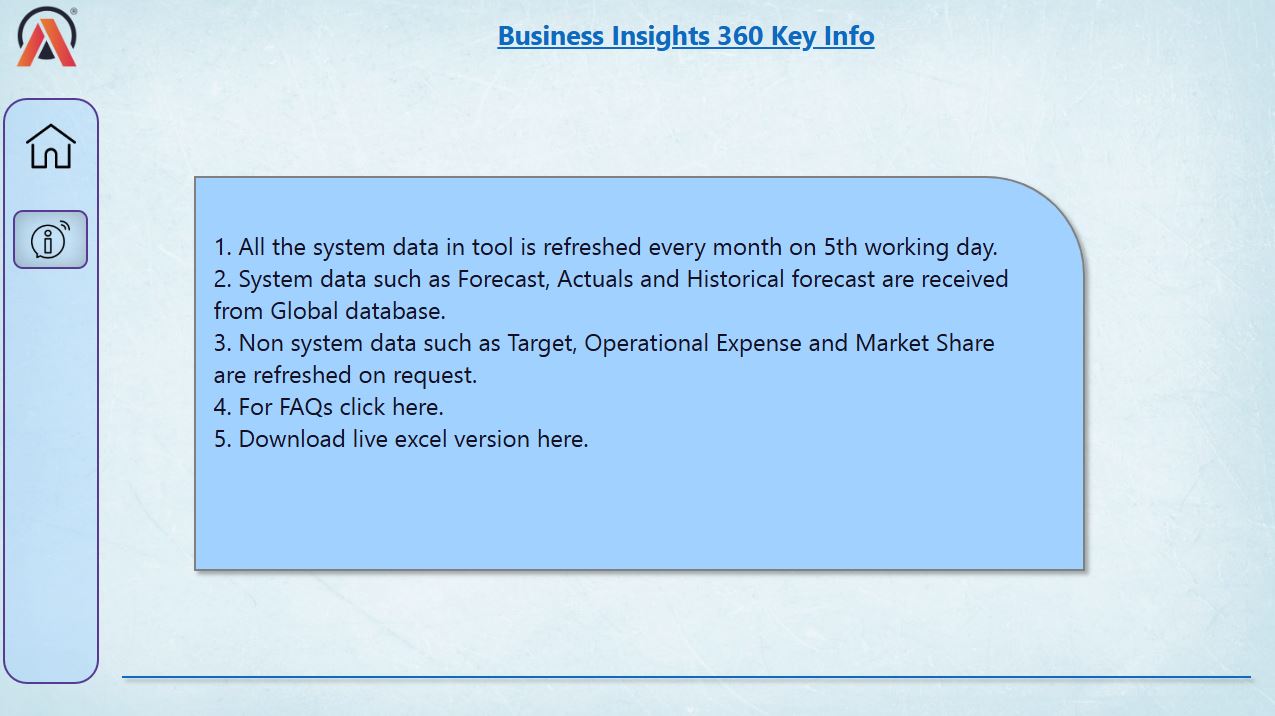 Business Insights 360 Key Info
1. All the system data in tool is refreshed every month on 5th working day.
2. System data such as Forecast, Actuals and Historical forecast are received
from Global database.
3. Non system data such as Target, Operational Expense and Market Share
are refreshed on request.
4. For FAQs click here.
5. Download live excel version here.